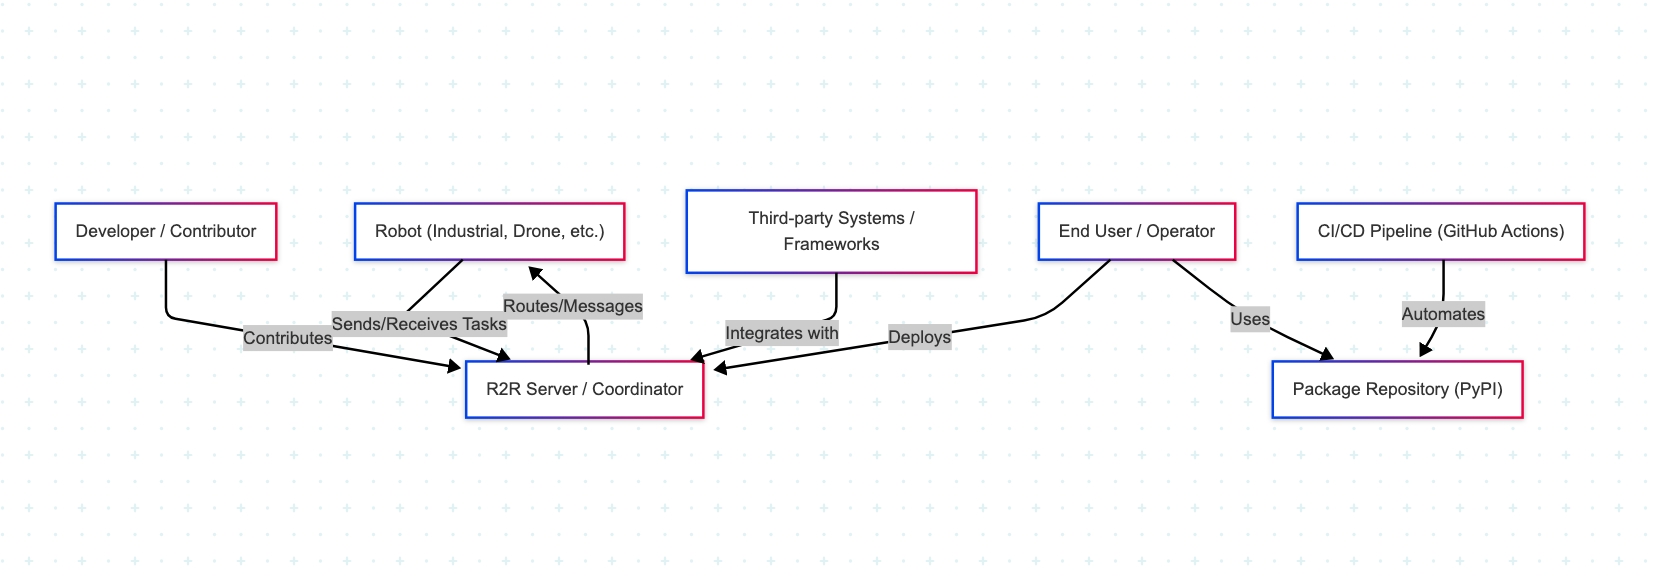 Developer / Contributor
Robot (Industrial, Drone, etc.)
Third-party Systems /
Frameworks
End User / Operator
CI/CD Pipeline (GitHub Actions)
Contributes
Sends/Receives Tasks
Routes/Messages
Integrates with
Deploys
Uses
Automates
R2R Server / Coordinator
Package Repository (PyPI)